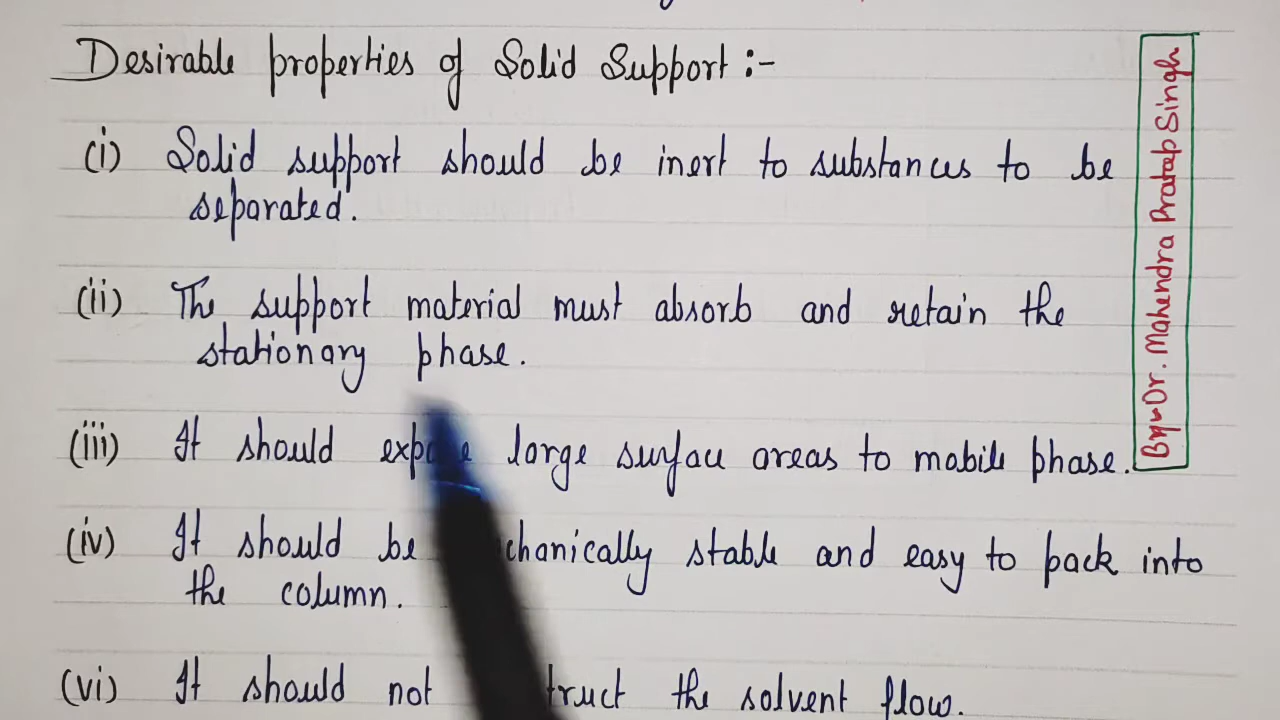 Desirable properties of Solid Support :-
(i) Solid support should be inert to substances to be
separated.
(ii) The support material must absorb and retain the
stationary phase.
(iii) It should expose large surface areas to mobile phase.
(iv) It should be mechanically stable and easy to pack into
the column.
(vi) It should not the solvent flow.
By~Dr. Mahendra Pratap Singh